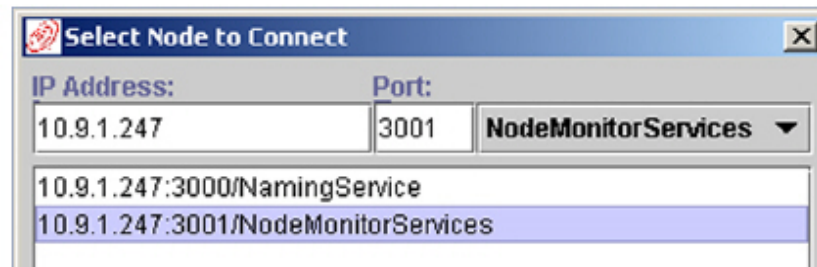 Select Node to Connect
IP Address: Port:
10.9.1.247 3001 NodeMonitorServices
10.9.1.247:3000/NamingService
10.9.1.247:3001/NodeMonitorServices